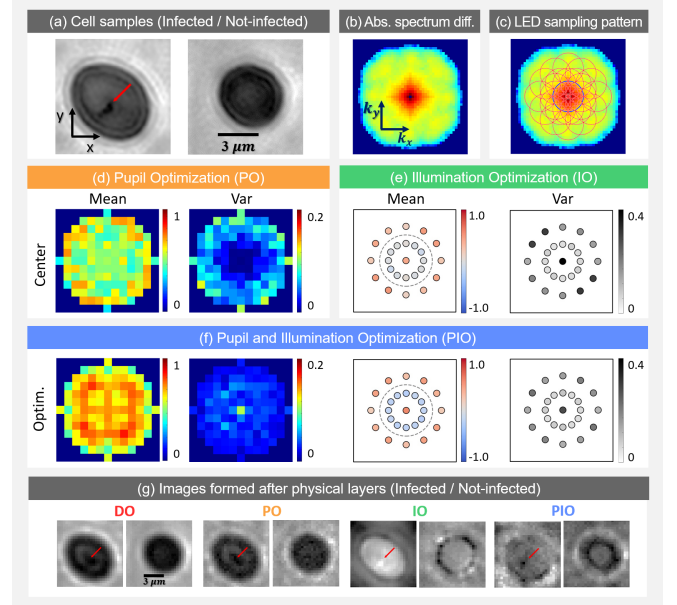 (a) Cell samples (Infected / Not-infected)
(b) Abs. spectrum diff.
(c) LED sampling pattern
y
x
3 μm
k_y
k_x
(d) Pupil Optimization (PO)
(e) Illumination Optimization (IO)
Mean
Var
Mean
Var
Center
1
0
0.2
0
1.0
-1.0
0.4
0
(f) Pupil and Illumination Optimization (PIO)
Optim.
1
0
0.2
0
1.0
-1.0
0.4
0
(g) Images formed after physical layers (Infected / Not-infected)
DO
PO
IO
PIO
3 μm